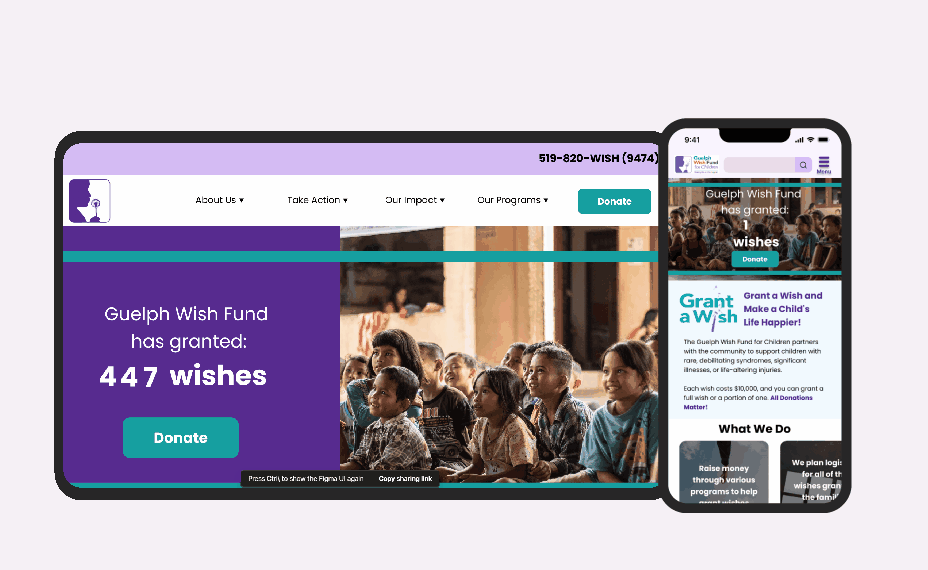 519-820-WISH (9474)
About Us ▾
Take Action ▾
Our Impact ▾
Our Programs ▾
Donate
Guelph Wish Fund
has granted:
447 wishes
Donate
Press Ctrl\ to show the Figma UI again
Copy sharing link
9:41
Guelph
Wish Fund
for Children
Menu
Guelph Wish Fund
has granted:
1
wishes
Donate
Grant
a Wish
Grant a Wish and
Make a Child's
Life Happier!
The Guelph Wish Fund for Children partners
with the community to support children with
rare, debilitating syndromes, significant
illnesses, or life-altering injuries.
Each wish costs $10,000, and you can grant a
full wish or a portion of one. All Donations
Matter!
What We Do
Raise money
through various
programs to help
grant wishes
We plan logis
for all of th
wishes gran
the famil